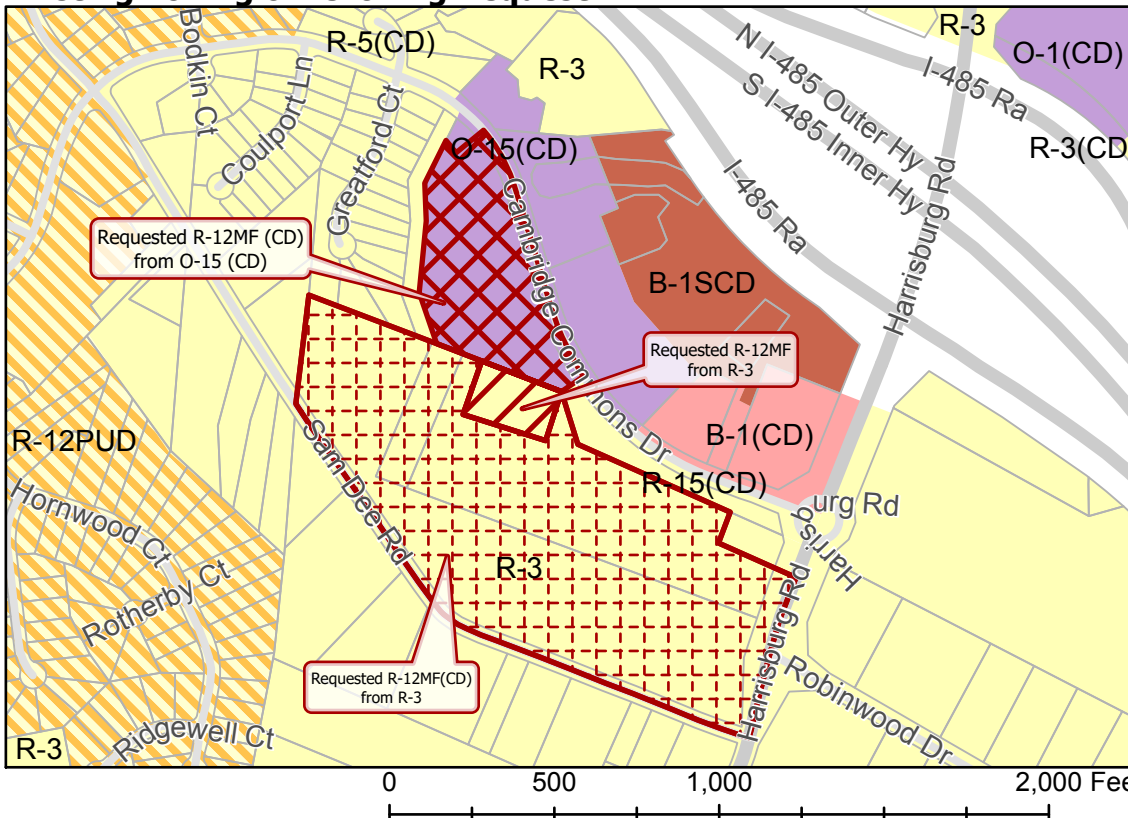 R-5(CD)
R-3
R-3
O-1(CD)
Bodkin Ct
Coulport Ln
Greatford Ct
N I-485 Outer Hy
S I-485 Inner Hy
I-485 Ra
R-3(CD
O-15(CD)
I-485 Ra
Harrisburg Rd
Requested R-12MF (CD)
from O-15 (CD)
Cambridge Commons Dr
B-1SCD
Requested R-12MF
from R-3
R-12PUD
B-1(CD)
Sam Dee Rd
R-15(CD)
Hornwood Ct
urg Rd
Harrisb
R-3
Rotherby Ct
Harrisburg Rd
Requested R-12MF(CD)
from R-3
Robinwood Dr
Ridgewell Ct
R-3
0 500 1,000 2,000 Fee